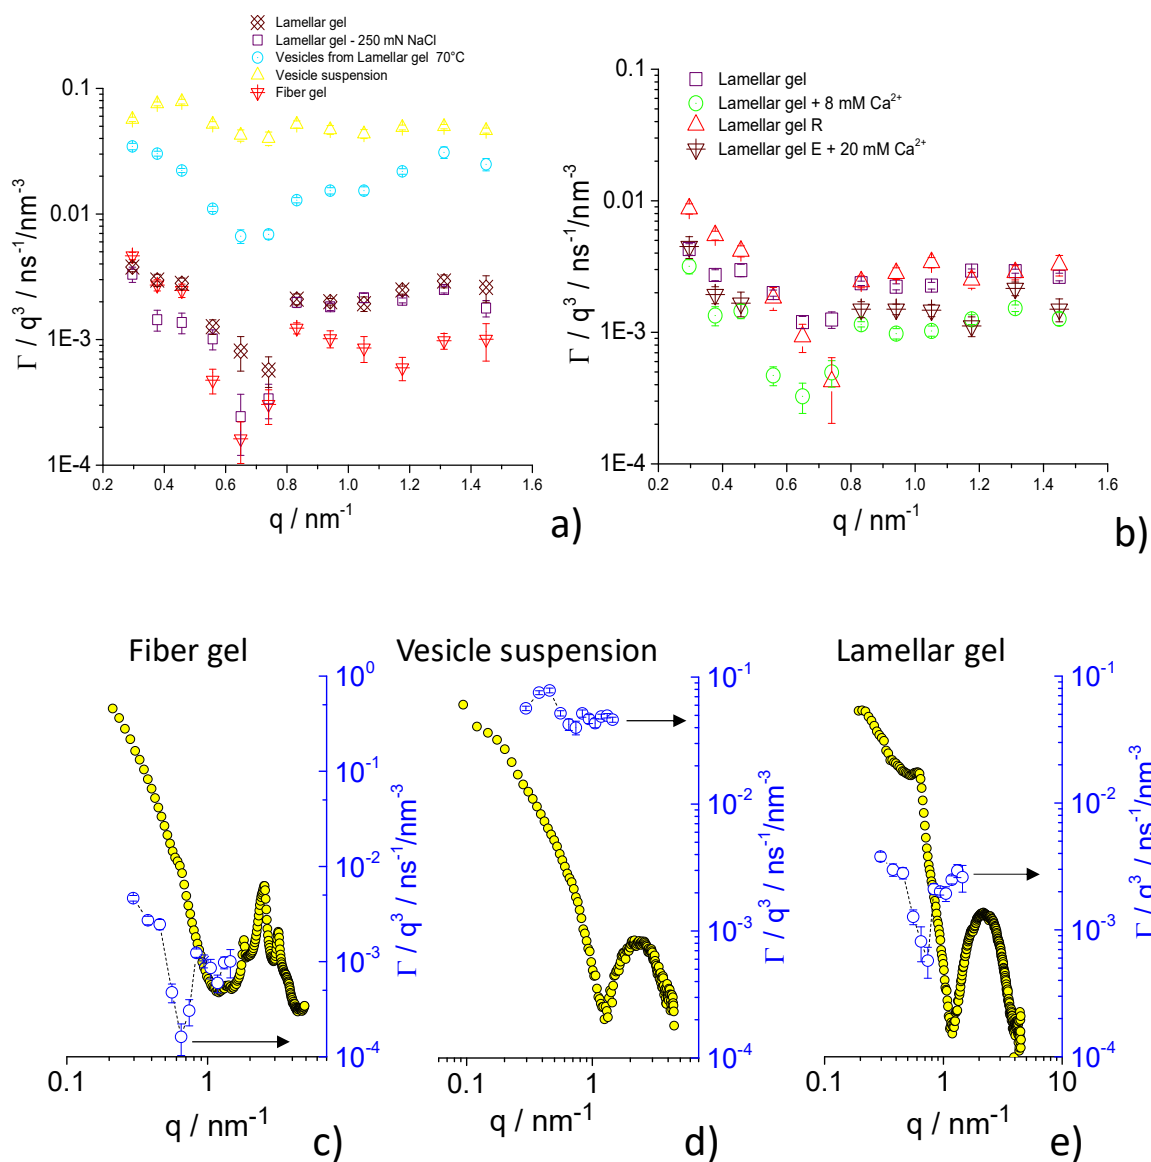 Lamellar gel
Lamellar gel - 250 mN NaCl
Vesicles from Lamellar gel 70°C
Vesicle suspension
Fiber gel
0.1
0.01
1E-3
1E-4
Γ / q³ / ns⁻¹/nm⁻³
0.2 0.4 0.6 0.8 1.0 1.2 1.4 1.6
q / nm⁻¹
a)
Lamellar gel
Lamellar gel + 8 mM Ca²⁺
Lamellar gel R
Lamellar gel E + 20 mM Ca²⁺
0.1
0.01
1E-3
1E-4
Γ / q³ / ns⁻¹/nm⁻³
0.2 0.4 0.6 0.8 1.0 1.2 1.4 1.6
q / nm⁻¹
b)
Fiber gel
10⁰
10⁻¹
10⁻²
10⁻³
10⁻⁴
Γ / q³ / ns⁻¹/nm⁻³
0.1 1
q / nm⁻¹
c)
Vesicle suspension
10⁻¹
10⁻²
10⁻³
10⁻⁴
Γ / q³ / ns⁻¹/nm⁻³
0.1 1
q / nm⁻¹
d)
Lamellar gel
10⁻¹
10⁻²
10⁻³
10⁻⁴
Γ / q³ / ns⁻¹/nm⁻³
0.1 1 10
q / nm⁻¹
e)